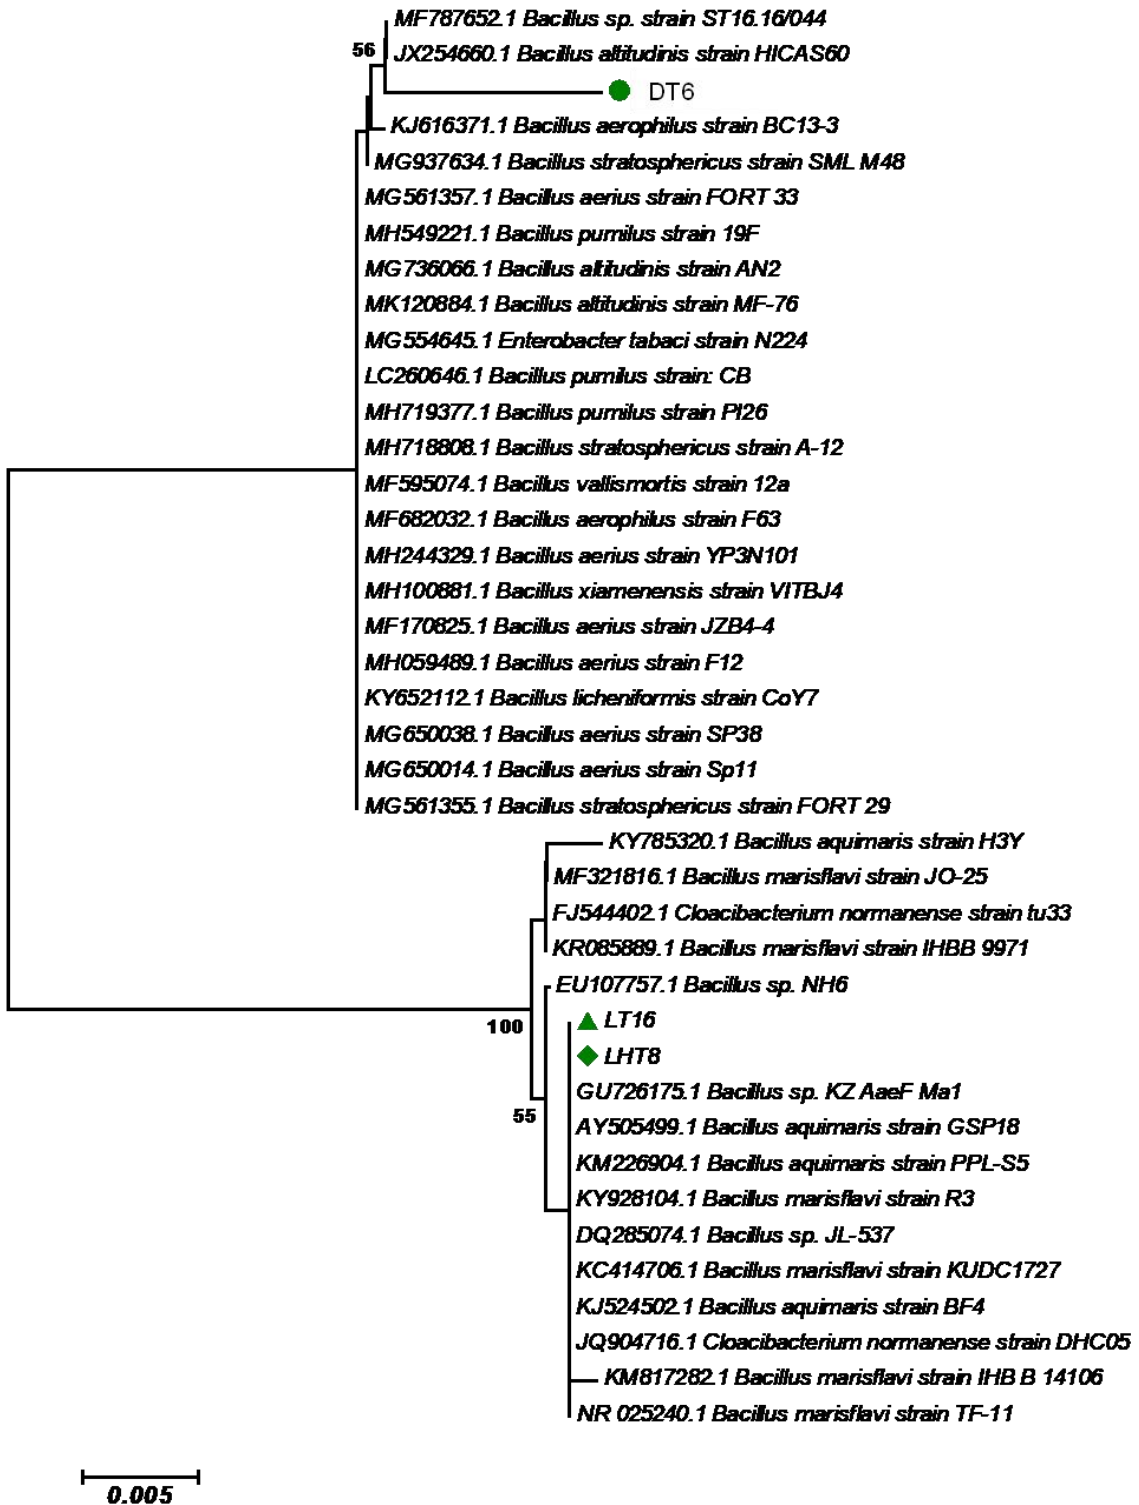 MF787652.1 Bacillus sp. strain ST16.16/044
56
JX254660.1 Bacillus altitudinis strain HICAS60
DT6
KJ616371.1 Bacillus aerophilus strain BC13-3
MG937634.1 Bacillus stratosphericus strain SML M48
MG561357.1 Bacillus aerius strain FORT 33
MH549221.1 Bacillus pumilus strain 19F
MG736066.1 Bacillus altitudinis strain AN2
MK120884.1 Bacillus altitudinis strain MF-76
MG554645.1 Enterobacter tabaci strain N224
LC260646.1 Bacillus pumilus strain: CB
MH719377.1 Bacillus pumilus strain PI26
MH718808.1 Bacillus stratosphericus strain A-12
MF595074.1 Bacillus vallismortis strain 12a
MF682032.1 Bacillus aerophilus strain F63
MH244329.1 Bacillus aerius strain YP3N101
MH100881.1 Bacillus xiamenensis strain VITBJ4
MF170825.1 Bacillus aerius strain JZB4-4
MH059489.1 Bacillus aerius strain F12
KY652112.1 Bacillus licheniformis strain CoY7
MG650038.1 Bacillus aerius strain SP38
MG650014.1 Bacillus aerius strain Sp11
MG561355.1 Bacillus stratosphericus strain FORT 29
KY785320.1 Bacillus aquimaris strain H3Y
MF321816.1 Bacillus marisflavi strain JO-25
FJ544402.1 Cloacibacterium normanense strain tu33
KR085889.1 Bacillus marisflavi strain IHBB 9971
EU107757.1 Bacillus sp. NH6
100
LT16
LHT8
GU726175.1 Bacillus sp. KZ AaeF Ma1
55
AY505499.1 Bacillus aquimaris strain GSP18
KM226904.1 Bacillus aquimaris strain PPL-S5
KY928104.1 Bacillus marisflavi strain R3
DQ285074.1 Bacillus sp. JL-537
KC414706.1 Bacillus marisflavi strain KUDC1727
KJ524502.1 Bacillus aquimaris strain BF4
JQ904716.1 Cloacibacterium normanense strain DHC05
KM817282.1 Bacillus marisflavi strain IHB B 14106
NR 025240.1 Bacillus marisflavi strain TF-11
0.005